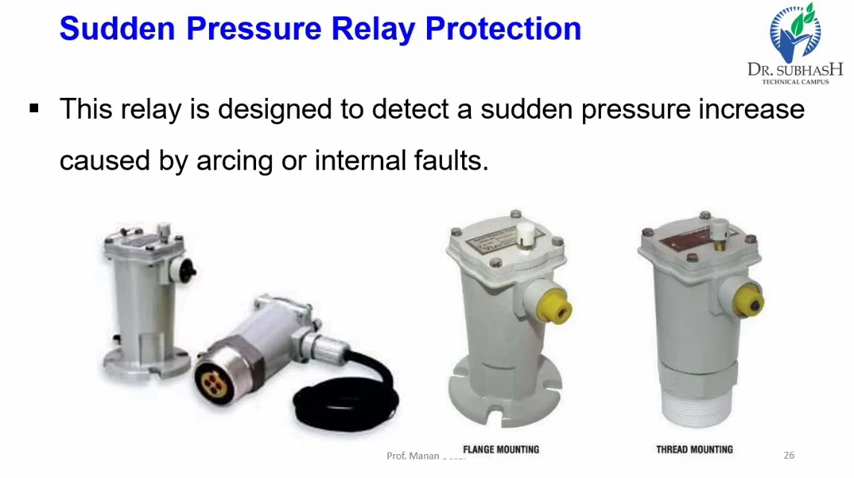 Sudden Pressure Relay Protection
DR. SUBHASH
TECHNICAL CAMPUS
▪ This relay is designed to detect a sudden pressure increase
caused by arcing or internal faults.
FLANGE MOUNTING
THREAD MOUNTING
Prof. Manan
26